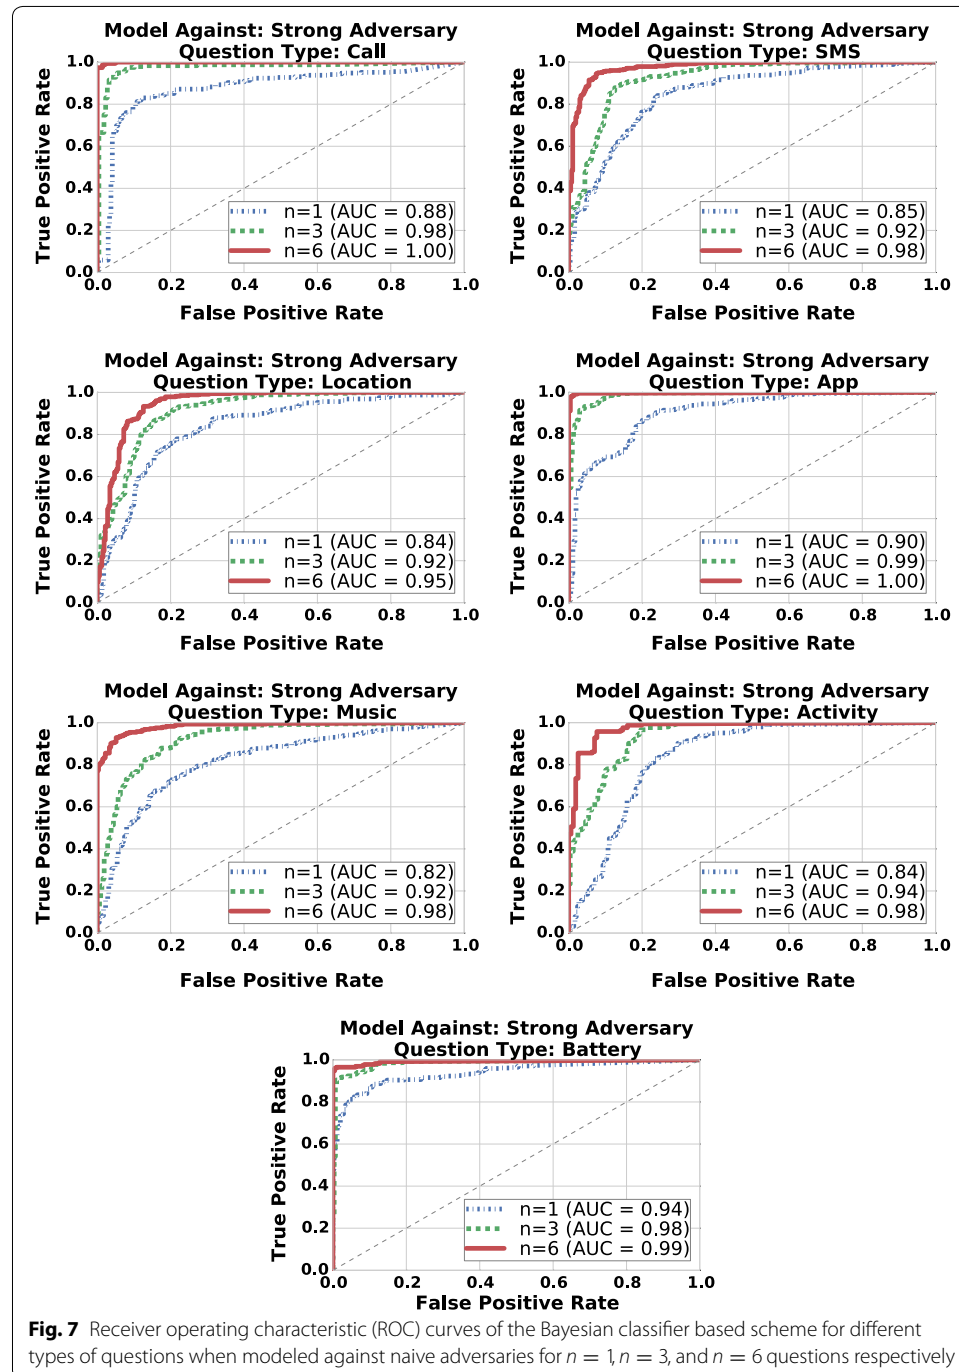 Model Against: Strong Adversary
Question Type: Call
True Positive Rate
1.0
0.8
0.6
0.4
0.2
0.0
n=1 (AUC = 0.88)
n=3 (AUC = 0.98)
n=6 (AUC = 1.00)
0.0 0.2 0.4 0.6 0.8 1.0
False Positive Rate
Model Against: Strong Adversary
Question Type: SMS
True Positive Rate
1.0
0.8
0.6
0.4
0.2
0.0
n=1 (AUC = 0.85)
n=3 (AUC = 0.92)
n=6 (AUC = 0.98)
0.0 0.2 0.4 0.6 0.8 1.0
False Positive Rate
Model Against: Strong Adversary
Question Type: Location
True Positive Rate
1.0
0.8
0.6
0.4
0.2
0.0
n=1 (AUC = 0.84)
n=3 (AUC = 0.92)
n=6 (AUC = 0.95)
0.0 0.2 0.4 0.6 0.8 1.0
False Positive Rate
Model Against: Strong Adversary
Question Type: App
True Positive Rate
1.0
0.8
0.6
0.4
0.2
0.0
n=1 (AUC = 0.90)
n=3 (AUC = 0.99)
n=6 (AUC = 1.00)
0.0 0.2 0.4 0.6 0.8 1.0
False Positive Rate
Model Against: Strong Adversary
Question Type: Music
True Positive Rate
1.0
0.8
0.6
0.4
0.2
0.0
n=1 (AUC = 0.82)
n=3 (AUC = 0.92)
n=6 (AUC = 0.98)
0.0 0.2 0.4 0.6 0.8 1.0
False Positive Rate
Model Against: Strong Adversary
Question Type: Activity
True Positive Rate
1.0
0.8
0.6
0.4
0.2
0.0
n=1 (AUC = 0.84)
n=3 (AUC = 0.94)
n=6 (AUC = 0.98)
0.0 0.2 0.4 0.6 0.8 1.0
False Positive Rate
Model Against: Strong Adversary
Question Type: Battery
True Positive Rate
1.0
0.8
0.6
0.4
0.2
0.0
n=1 (AUC = 0.94)
n=3 (AUC = 0.98)
n=6 (AUC = 0.99)
0.0 0.2 0.4 0.6 0.8 1.0
False Positive Rate
Fig. 7 Receiver operating characteristic (ROC) curves of the Bayesian classifier based scheme for different
types of questions when modeled against naive adversaries for n = 1, n = 3, and n = 6 questions respectively